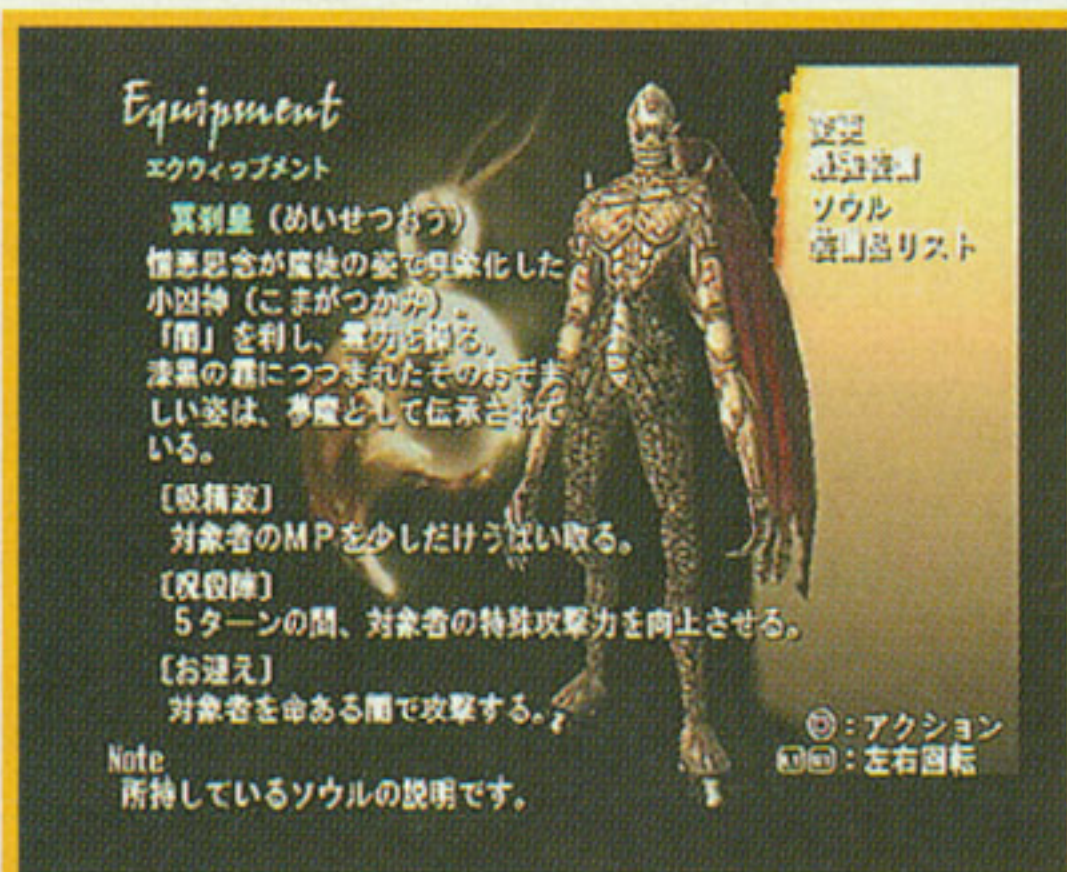 Equipment
エクウィップメント
冥刹皇（めいせつおう）
憎悪思念が魔徒の姿で具象化した
小凶神（こまがつかみ）。
「闇」を利し、冥力を操る。
漆黒の霧につつまれたそのおぞま
しい姿は、夢魔として伝承されて
いる。
［吸精波］
対象者のMPを少しだけうばい取る。
［呪殺陣］
5ターンの間、対象者の特殊攻撃力を向上させる。
［お迎え］
対象者を命ある闇で攻撃する。
Note
所持しているソウルの説明です。
ソウル
リスト
：アクション
：左右回転